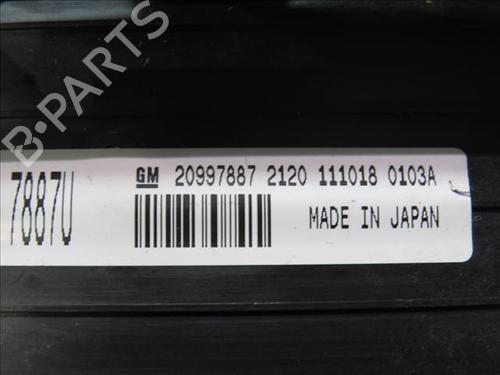 B-PARTS
7887U
GM 20997887 2120 111018 0103A
MADE IN JAPAN